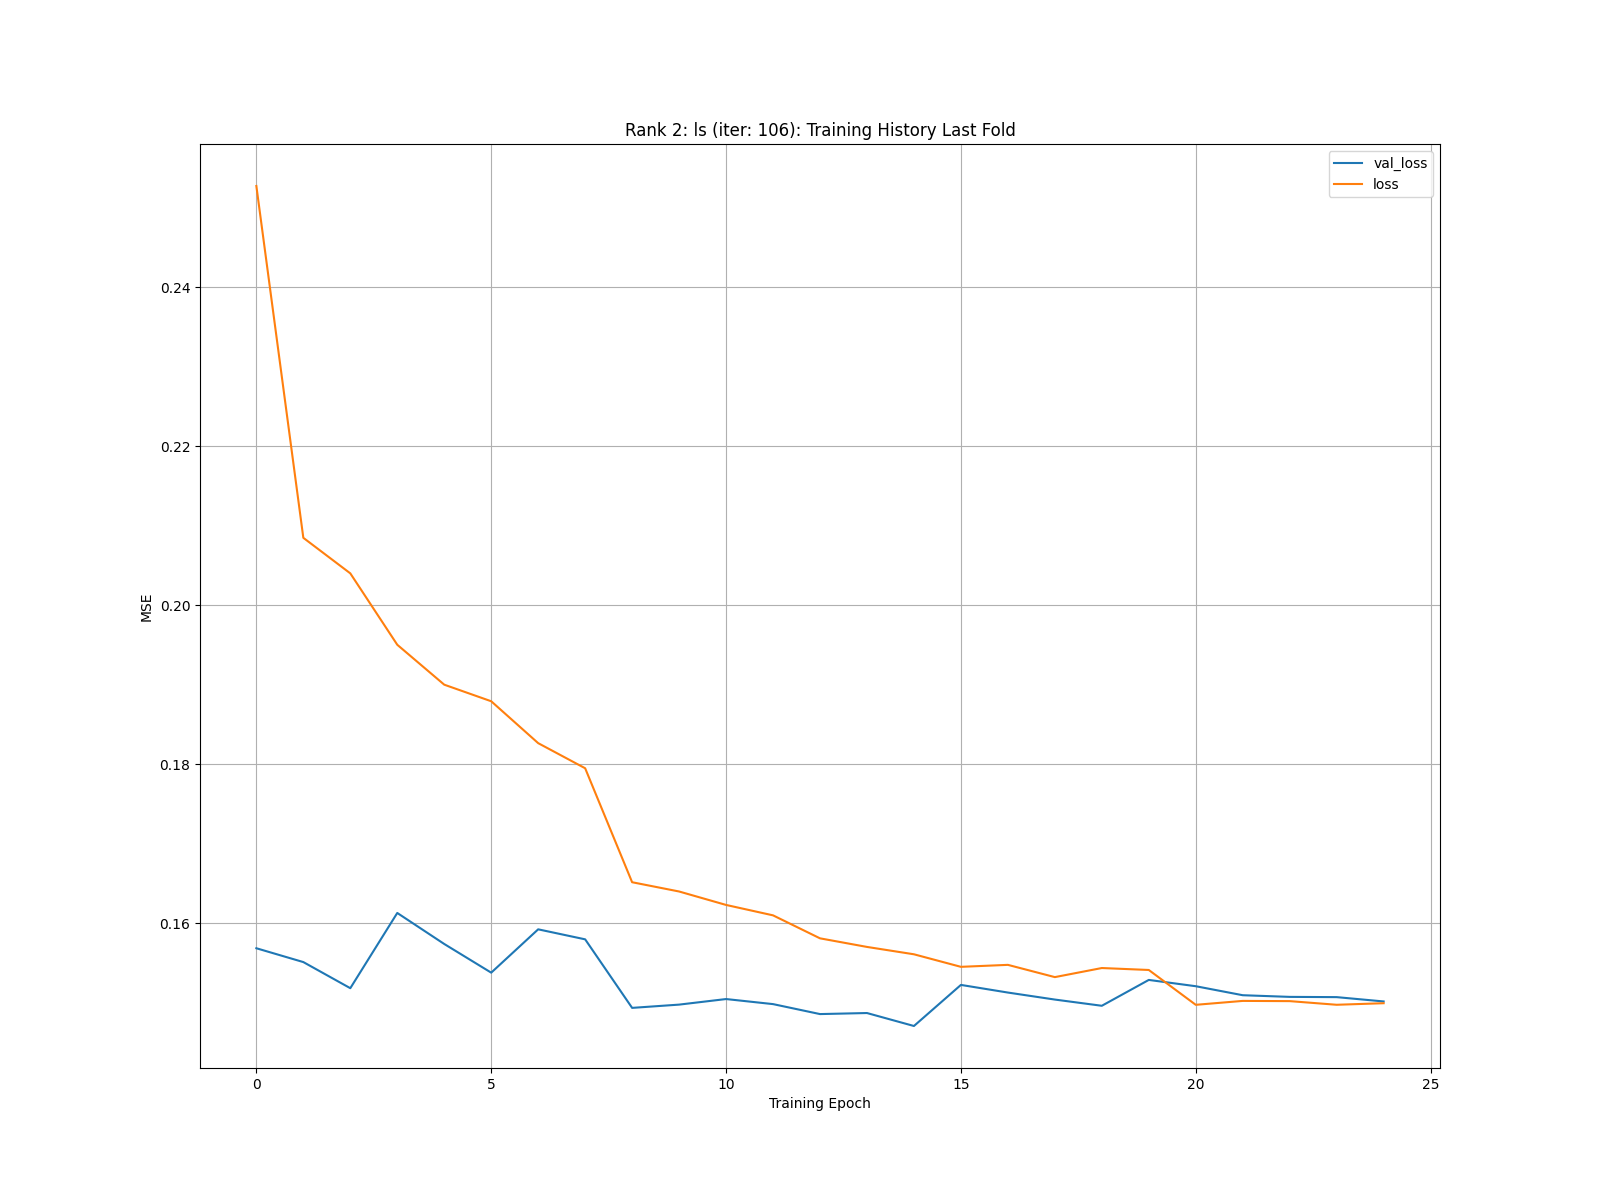 Rank 2: ls (iter: 106): Training History Last Fold
val_loss
loss
0.24
0.22
0.20
0.18
0.16
MSE
0 5 10 15 20 25
Training Epoch